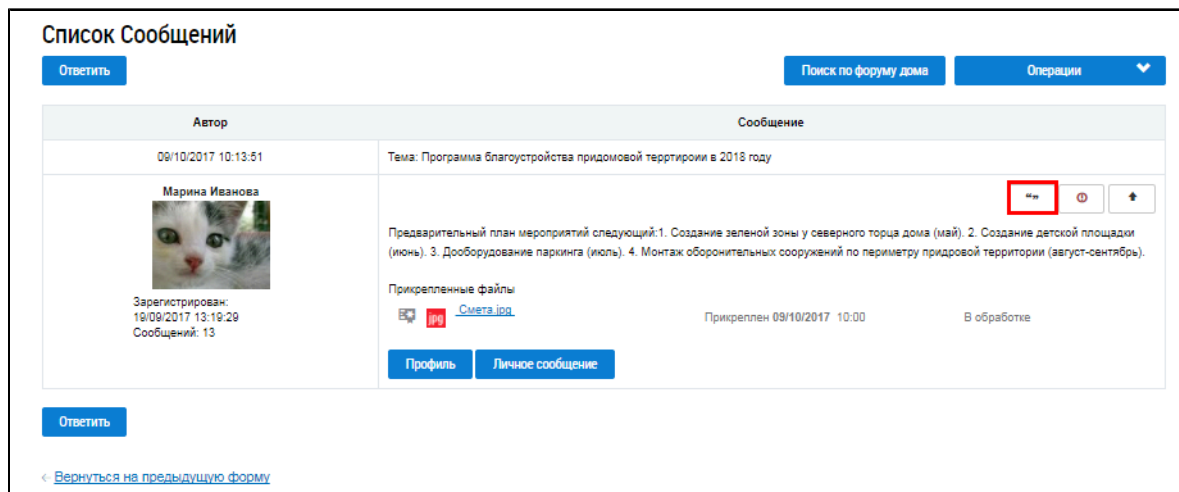 Список Сообщений
Ответить
Поиск по форуму дома
Операции
Автор
Сообщение
09/10/2017 10:13:51
Тема: Программа благоустройства придомовой терртироии в 2018 году
Марина Иванова
❝❞
Предварительный план мероприятий следующий:1. Создание зеленой зоны у северного торца дома (май). 2. Создание детской площадки
(июнь). 3. Дооборудование паркинга (июль). 4. Монтаж оборонительных сооружений по периметру придровой территории (август-сентябрь).
Прикрепленные файлы
jpg
Смета.jpg
Прикреплен 09/10/2017 10:00
В обработке
Зарегистрирован:
19/09/2017 13:19:29
Сообщений: 13
Профиль
Личное сообщение
Ответить
← Вернуться на предыдущую форму